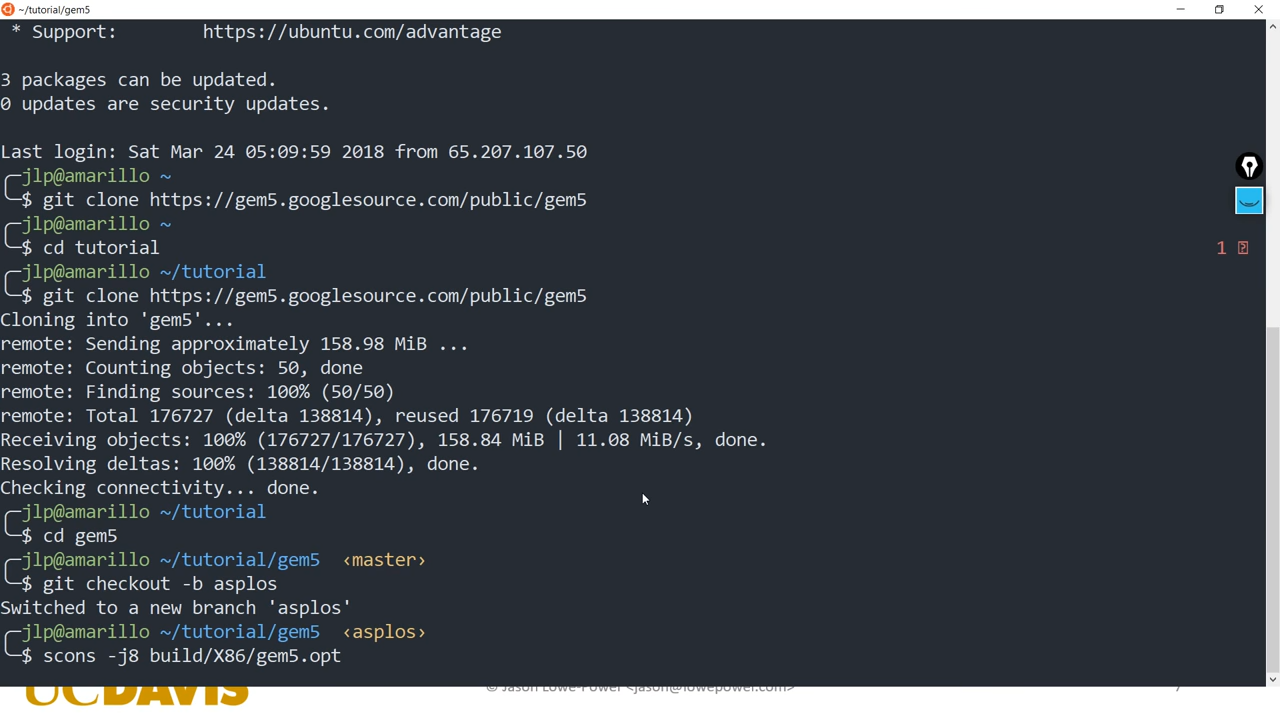 ~/tutorial/gem5
* Support: https://ubuntu.com/advantage
3 packages can be updated.
0 updates are security updates.
Last login: Sat Mar 24 05:09:59 2018 from 65.207.107.50
jlp@amarillo ~
$ git clone https://gem5.googlesource.com/public/gem5
jlp@amarillo ~
$ cd tutorial
1
jlp@amarillo ~/tutorial
$ git clone https://gem5.googlesource.com/public/gem5
Cloning into 'gem5'...
remote: Sending approximately 158.98 MiB ...
remote: Counting objects: 50, done
remote: Finding sources: 100% (50/50)
remote: Total 176727 (delta 138814), reused 176719 (delta 138814)
Receiving objects: 100% (176727/176727), 158.84 MiB | 11.08 MiB/s, done.
Resolving deltas: 100% (138814/138814), done.
Checking connectivity... done.
jlp@amarillo ~/tutorial
$ cd gem5
jlp@amarillo ~/tutorial/gem5 ‹master›
$ git checkout -b asplos
Switched to a new branch 'asplos'
jlp@amarillo ~/tutorial/gem5 ‹asplos›
$ scons -j8 build/X86/gem5.opt
UCDAVIS
© Jason Lowe-Power <jason@lowepower.com>